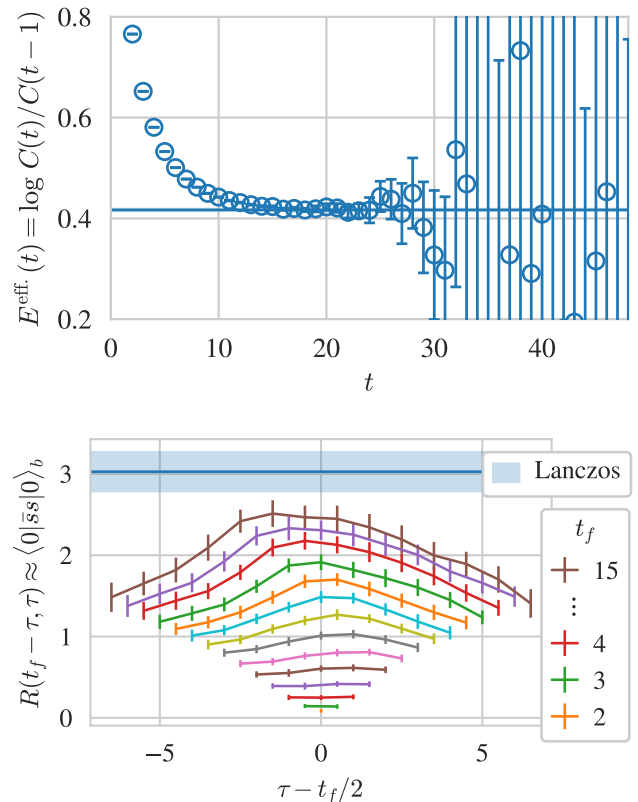 0.8
0.6
0.4
0.2
E^eff.(t) = log C(t)/C(t − 1)
0 10 20 30 40
t
Lanczos
3
2
1
0
R(t_f − τ, τ) ≈ ⟨0|s̄s|0⟩_b
t_f
15
⋮
4
3
2
−5 0 5
τ − t_f/2